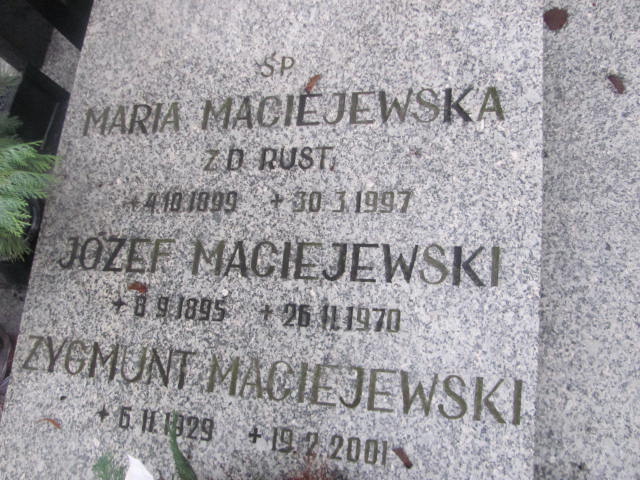 ŚP.
MARIA MACIEJEWSKA
Z D. RUST.
+4.10.1899 +30.3.1997
JÓZEF MACIEJEWSKI
+8.9.1895 +26.11.1970
ZYGMUNT MACIEJEWSKI
+6.11.1929 +19.2.2001